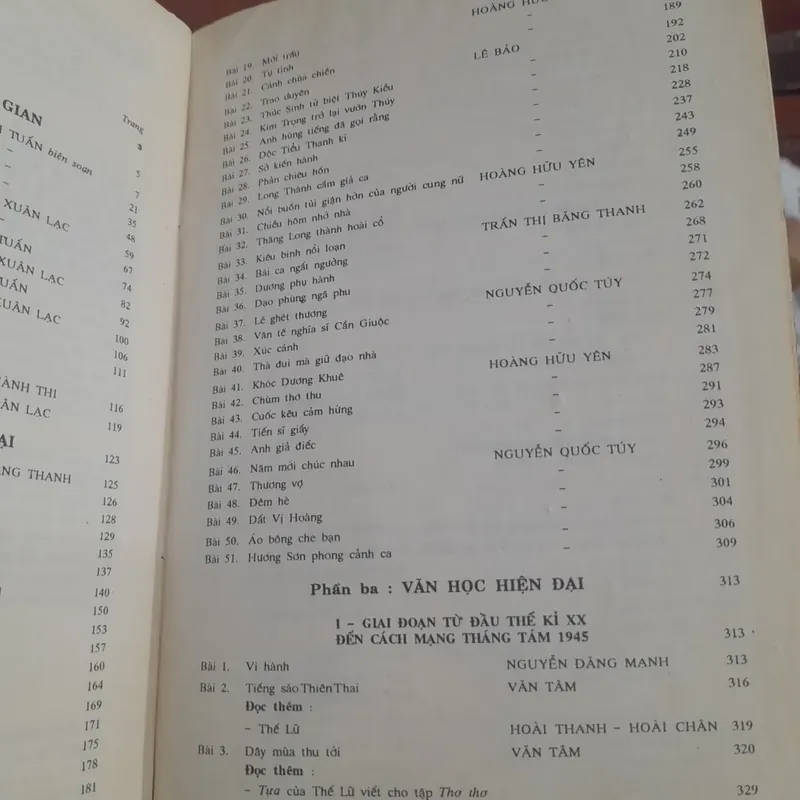 GIAN
Trang
TUẤN biên soạn
3
5
7
21
XUÂN LẠC
35
48
TUẤN
59
XUÂN LẠC
67
74
UẤN
82
XUÂN LẠC
92
100
106
111
CẢNH THI
116
ÂN LẠC
119
ẠI
123
NG THANH
125
126
128
129
135
137
140
150
153
157
160
164
169
171
175
178
181
HOÀNG HỮU
189
Bài 19. Mời trầu –
192
Bài 20. Tự tình
202
Bài 21. Cảnh chùa chiền LÊ BẢO
210
Bài 22. Trao duyên –
218
Bài 23. Thúc Sinh từ biệt Thúy Kiều –
228
Bài 24. Kim Trọng trở lại vườn Thúy –
237
Bài 25. Anh hùng tiếng đã gọi rằng –
243
Bài 26. Độc Tiểu Thanh kí –
249
Bài 27. Sở kiến hành –
Bài 28. Phản chiêu hồn
255
Bài 29. Long Thành cầm giả ca HOÀNG HỮU YÊN
258
Bài 30. Nỗi buồn tủi giận hờn của người cung nữ –
260
Bài 31. Chiều hôm nhớ nhà –
262
Bài 32. Thăng Long thành hoài cổ TRẦN THỊ BĂNG THANH
268
Bài 33. Kiêu binh nổi loạn –
271
Bài 34. Bài ca ngất ngưởng –
272
Bài 35. Dương phụ hành
274
Bài 36. Đạo phùng ngã phu NGUYỄN QUỐC TÚY
277
Bài 37. Lẽ ghét thương –
279
Bài 38. Văn tế nghĩa sĩ Cần Giuộc –
281
Bài 39. Xúc cảnh –
Bài 40. Thà đui mà giữ đạo nhà HOÀNG HỮU YÊN 283
Bài 41. Khóc Dương Khuê – 287
Bài 42. Chùm thơ thu – 291
Bài 43. Cuốc kêu cảm hứng – 293
Bài 44. Tiến sĩ giấy – 294
Bài 45. Anh giả điếc
Bài 46. Năm mới chúc nhau NGUYỄN QUỐC TÚY 296
Bài 47. Thương vợ – 299
Bài 48. Đêm hè – 301
Bài 49. Đất Vị Hoàng – 304
Bài 50. Áo bông che bạn – 306
Bài 51. Hương Sơn phong cảnh ca – 309
Phần ba : VĂN HỌC HIỆN ĐẠI 313
I - GIAI ĐOẠN TỪ ĐẦU THẾ KỈ XX
ĐẾN CÁCH MẠNG THÁNG TÁM 1945 313
Bài 1. Vi hành NGUYỄN ĐĂNG MẠNH 313
Bài 2. Tiếng sáo Thiên Thai VĂN TÂM 316
Đọc thêm :
– Thế Lữ HOÀI THANH – HOÀI CHÂN 319
Bài 3. Đây mùa thu tới VĂN TÂM 320
Đọc thêm :
– Tựa của Thế Lữ viết cho tập Thơ thơ 329